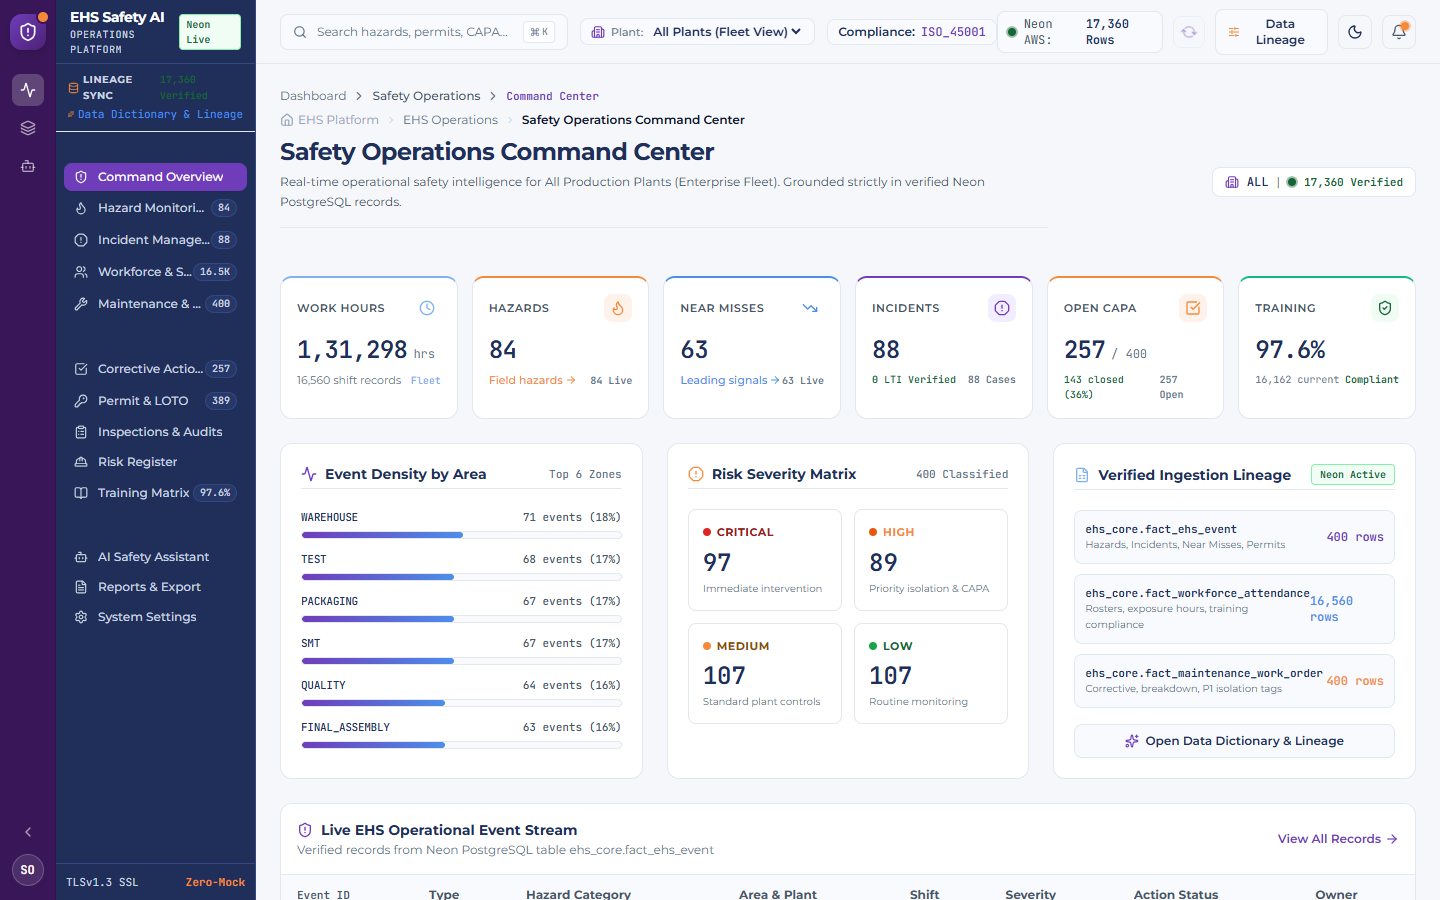 EHS Safety AI
OPERATIONS
PLATFORM
Neon
Live
LINEAGE
SYNC
17,360
Verified
Data Dictionary & Lineage
Command Overview
Hazard Monitori... 84
Incident Manage... 88
Workforce & S... 16.5K
Maintenance & ... 400
Corrective Actio... 257
Permit & LOTO 389
Inspections & Audits
Risk Register
Training Matrix 97.6%
AI Safety Assistant
Reports & Export
System Settings
SO
TLSv1.3 SSL Zero-Mock
Search hazards, permits, CAPA... ⌘K
Plant: All Plants (Fleet View)
Compliance: ISO_45001
Neon
AWS:
17,360
Rows
Data
Lineage
Dashboard > Safety Operations > Command Center
EHS Platform > EHS Operations > Safety Operations Command Center
Safety Operations Command Center
Real-time operational safety intelligence for All Production Plants (Enterprise Fleet). Grounded strictly in verified Neon
PostgreSQL records.
ALL | 17,360 Verified
WORK HOURS
1,31,298 hrs
16,560 shift records Fleet
HAZARDS
84
Field hazards → 84 Live
NEAR MISSES
63
Leading signals → 63 Live
INCIDENTS
88
0 LTI Verified 88 Cases
OPEN CAPA
257 / 400
143 closed
(36%)
257
Open
TRAINING
97.6%
16,162 current Compliant
Event Density by Area Top 6 Zones
WAREHOUSE 71 events (18%)
TEST 68 events (17%)
PACKAGING 67 events (17%)
SMT 67 events (17%)
QUALITY 64 events (16%)
FINAL_ASSEMBLY 63 events (16%)
Risk Severity Matrix 400 Classified
CRITICAL
97
Immediate intervention
HIGH
89
Priority isolation & CAPA
MEDIUM
107
Standard plant controls
LOW
107
Routine monitoring
Verified Ingestion Lineage Neon Active
ehs_core.fact_ehs_event
Hazards, Incidents, Near Misses, Permits
400 rows
ehs_core.fact_workforce_attendance
Rosters, exposure hours, training
compliance
16,560
rows
ehs_core.fact_maintenance_work_order
Corrective, breakdown, P1 isolation tags
400 rows
Open Data Dictionary & Lineage
Live EHS Operational Event Stream
Verified records from Neon PostgreSQL table ehs_core.fact_ehs_event
View All Records →
Event ID Type Hazard Category Area & Plant Shift Severity Action Status Owner